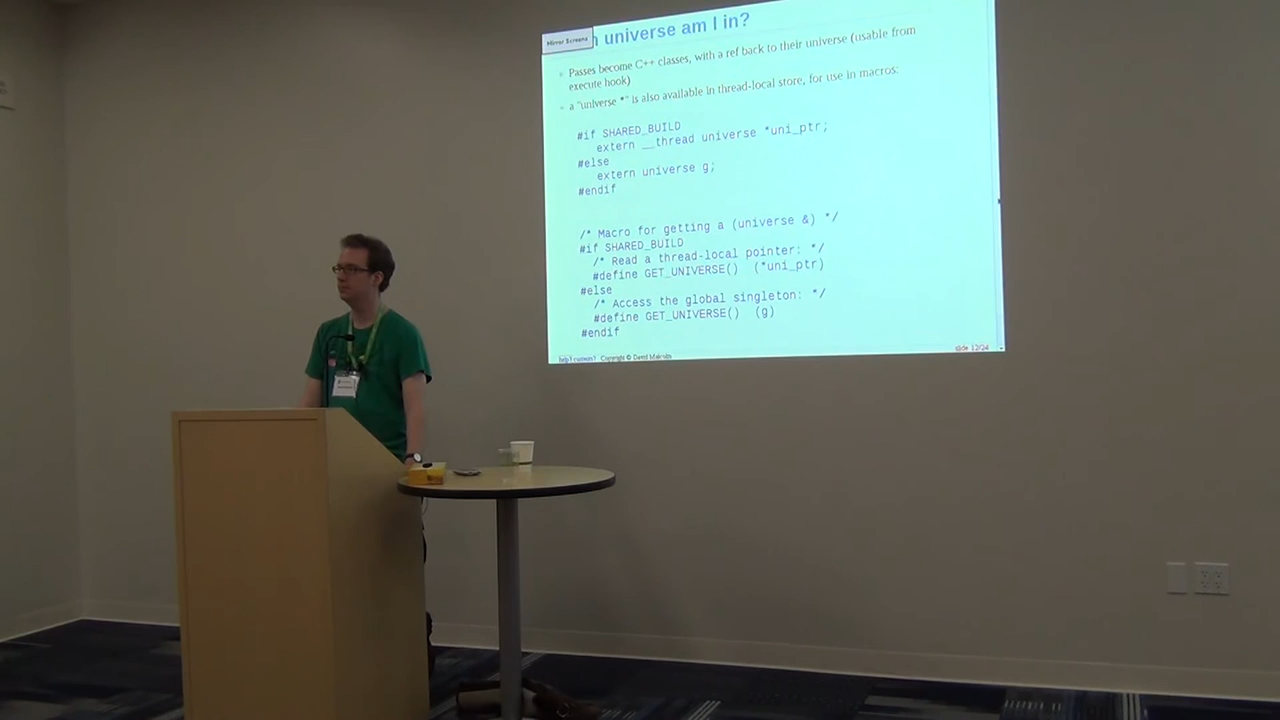 Mirror Screens
universe am I in?
Passes become C++ classes, with a ref back to their universe (usable from
execute hook)
a "universe *" is also available in thread-local store, for use in macros:
#if SHARED_BUILD
extern __thread universe *uni_ptr;
#else
extern universe g;
#endif
/* Macro for getting a (universe &) */
#if SHARED_BUILD
/* Read a thread-local pointer: */
#define GET_UNIVERSE() (*uni_ptr)
#else
/* Access the global singleton: */
#define GET_UNIVERSE() (g)
#endif
Copyright © David Malcolm
slide 12/24